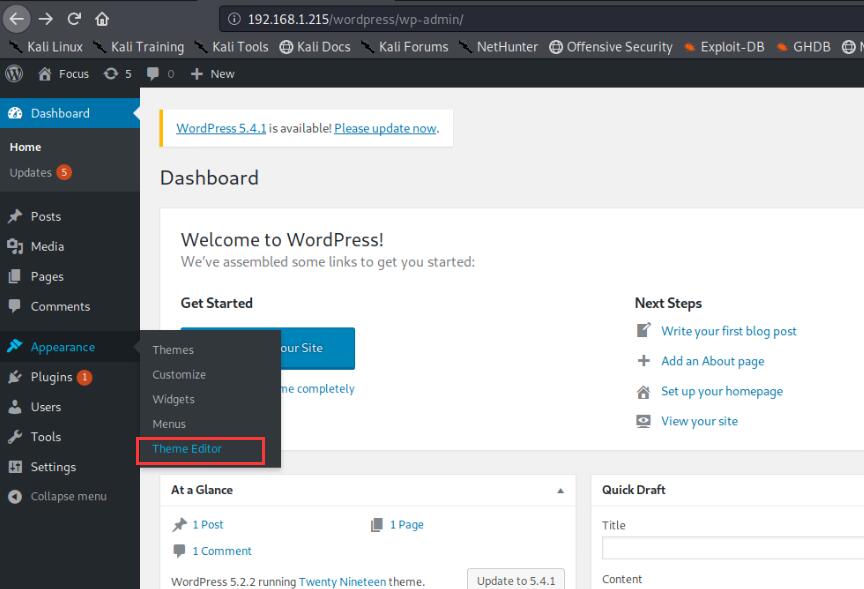 192.168.1.215/wordpress/wp-admin/
Kali Linux Kali Training Kali Tools Kali Docs Kali Forums NetHunter Offensive Security Exploit-DB GHDB
Focus 5 0 New
Dashboard
Home
Updates 5
Posts
Media
Pages
Comments
Appearance
Plugins 1
Users
Tools
Settings
Collapse menu
Themes
Customize
Widgets
Menus
Theme Editor
WordPress 5.4.1 is available! Please update now.
Dashboard
Welcome to WordPress!
We've assembled some links to get you started:
Get Started
our Site
me completely
Next Steps
Write your first blog post
Add an About page
Set up your homepage
View your site
At a Glance
1 Post 1 Page
1 Comment
WordPress 5.2.2 running Twenty Nineteen theme. Update to 5.4.1
Quick Draft
Title
Content